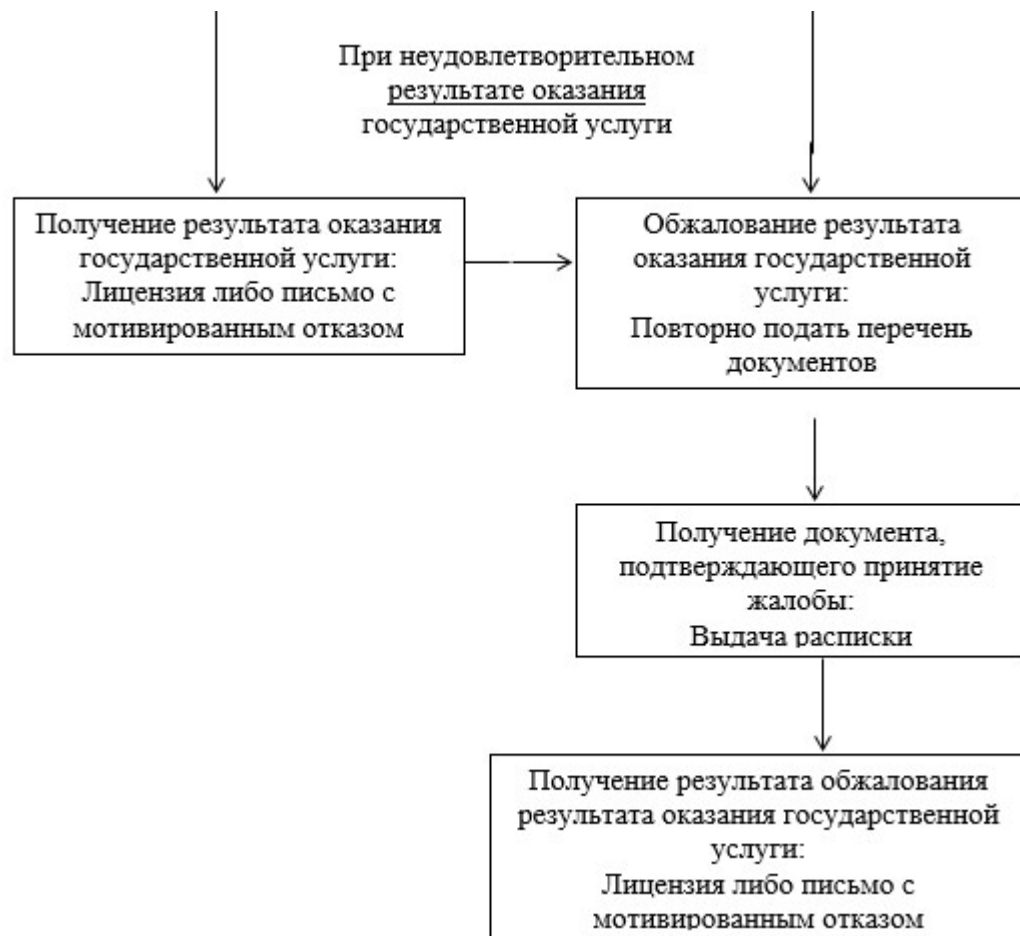 При неудовлетворительном
результате оказания
государственной услуги
Получение результата оказания
государственной услуги:
Лицензия либо письмо с
мотивированным отказом
Обжалование результата
оказания государственной
услуги:
Повторно подать перечень
документов
Получение документа,
подтверждающего принятие
жалобы:
Выдача расписки
Получение результата обжалования
результата оказания государственной
услуги:
Лицензия либо письмо с
мотивированным отказом